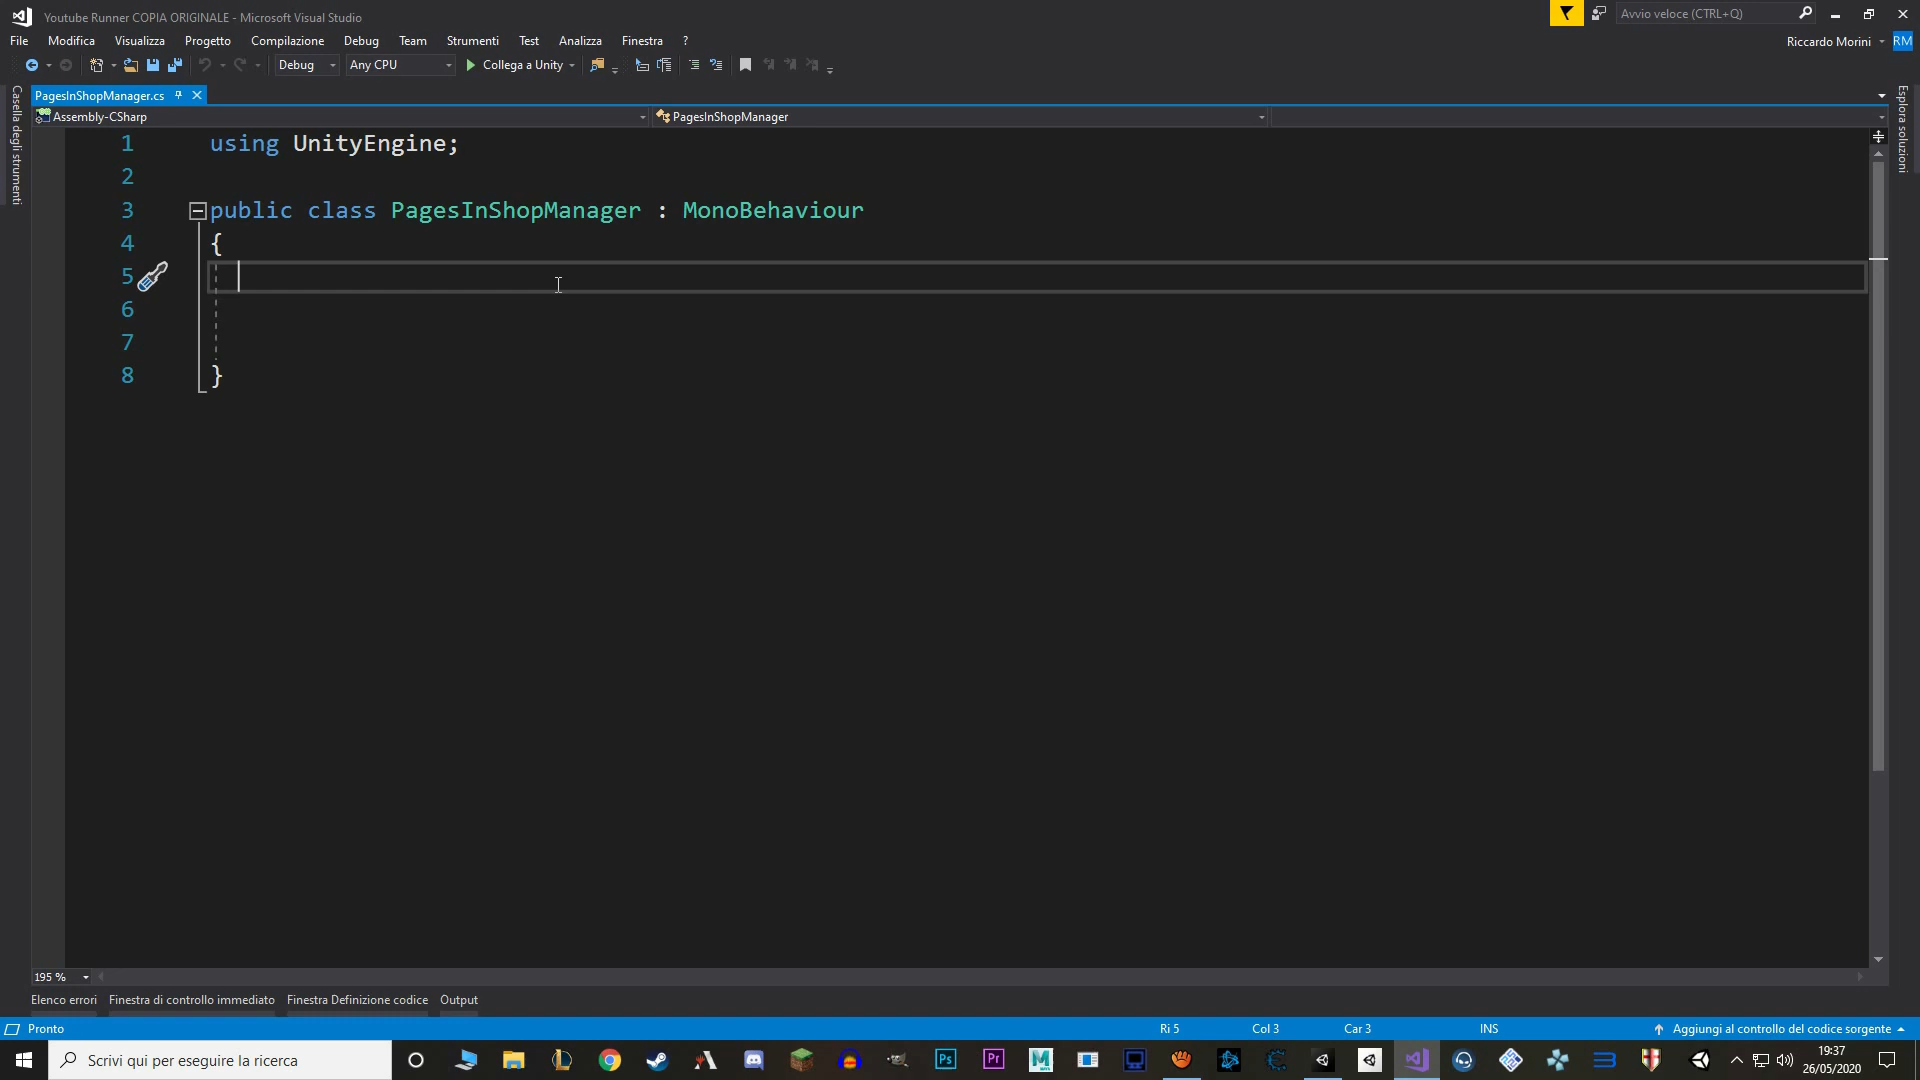 Youtube Runner COPIA ORIGINALE - Microsoft Visual Studio
Avvio veloce (CTRL+Q)
File Modifica Visualizza Progetto Compilazione Debug Team Strumenti Test Analizza Finestra ?
Riccardo Morini RM
Debug Any CPU Collega a Unity
PagesInShopManager.cs
Assembly-CSharp PagesInShopManager
Casella degli strumenti
Esplora soluzioni
1 using UnityEngine;
2
3 public class PagesInShopManager : MonoBehaviour
4 {
5
6
7
8 }
195 %
Elenco errori Finestra di controllo immediato Finestra Definizione codice Output
Pronto Ri 5 Col 3 Car 3 INS Aggiungi al controllo del codice sorgente
Scrivi qui per eseguire la ricerca
Ps Pr M
19:37
26/05/2020